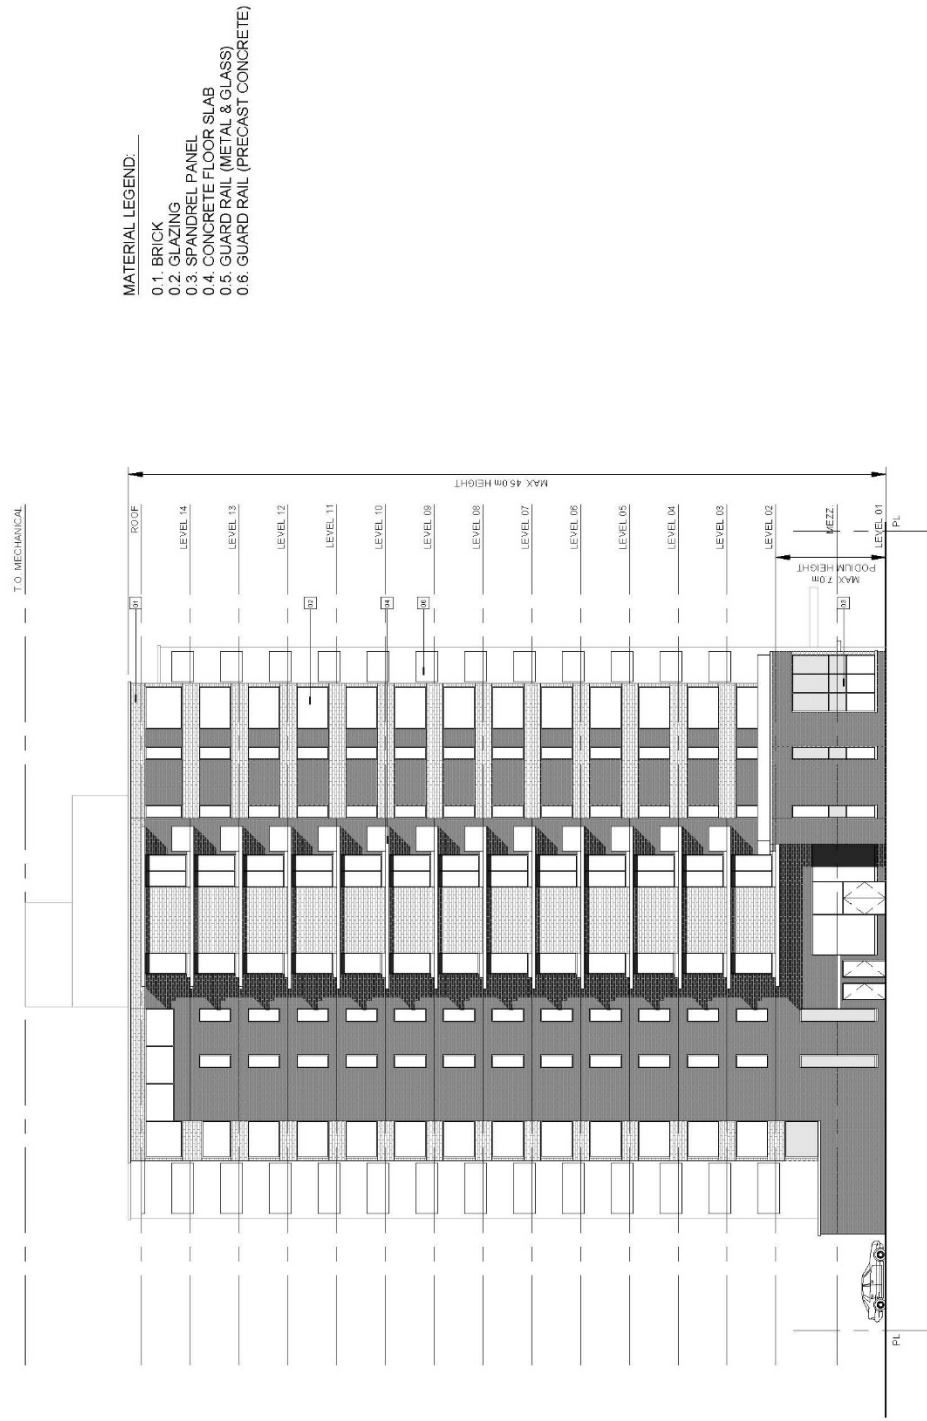 MATERIAL LEGEND:
0.1. BRICK
0.2. GLAZING
0.3. SPANDREL PANEL
0.4. CONCRETE FLOOR SLAB
0.5. GUARD RAIL (METAL & GLASS)
0.6. GUARD RAIL (PRECAST CONCRETE)
T.O. MECHANICAL
ROOF
LEVEL 14
LEVEL 13
LEVEL 12
LEVEL 11
LEVEL 10
LEVEL 09
LEVEL 08
LEVEL 07
LEVEL 06
LEVEL 05
LEVEL 04
LEVEL 03
LEVEL 02
MEZZ.
LEVEL 01
MAX. 45.0m HEIGHT
MAX. 7.0m
PODIUM HEIGHT
01
02
04
06
03
PL
PL